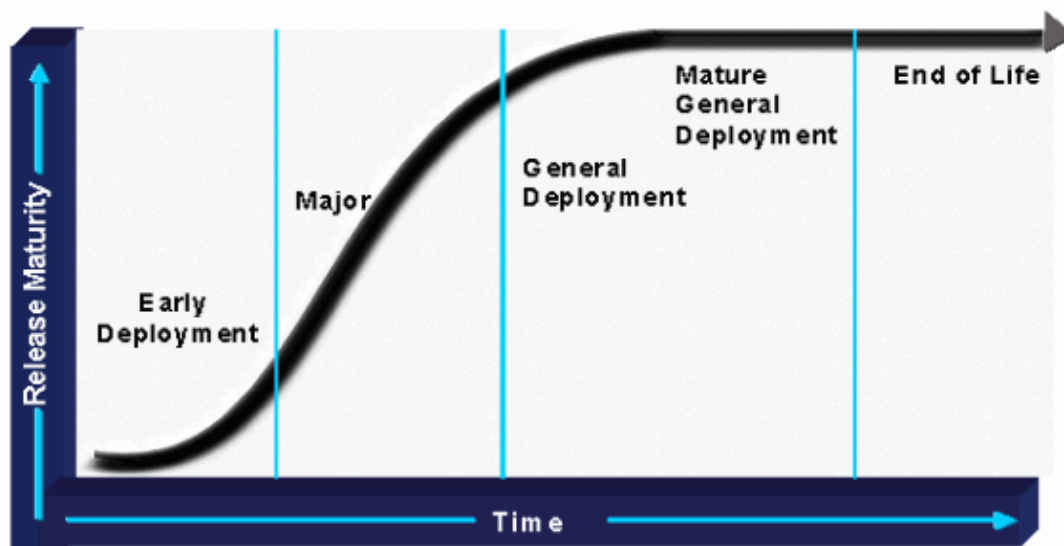 Release Maturity
Early
Deployment
Major
General
Deployment
Mature
General
Deployment
End of Life
Time